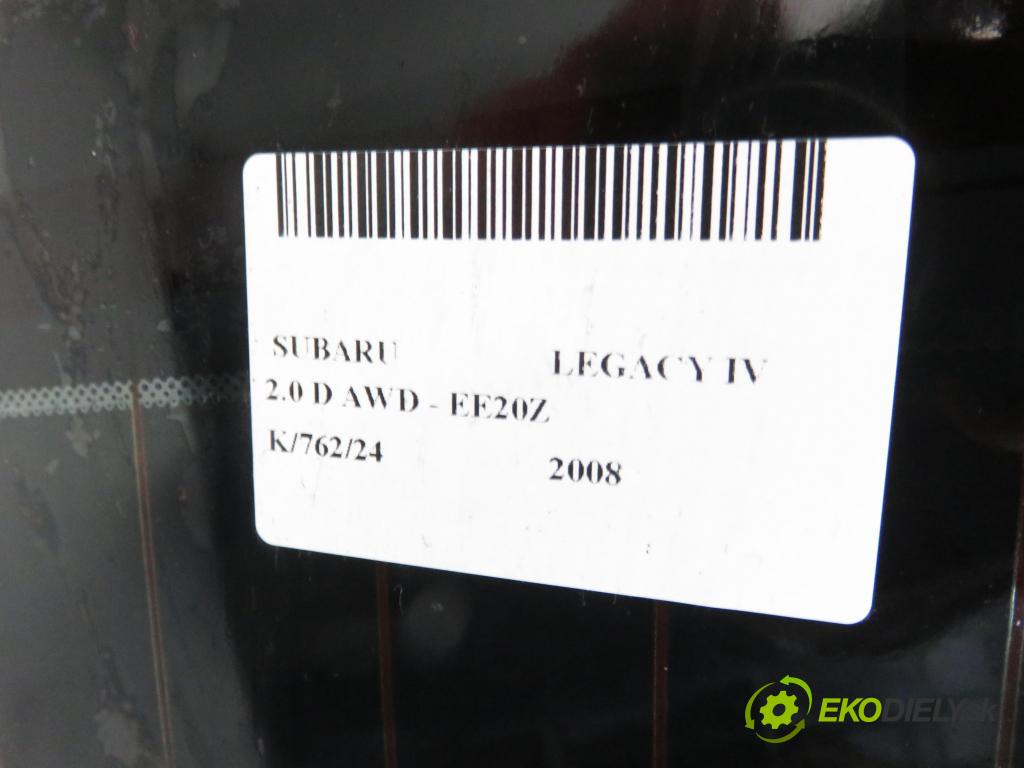 SUBARU LEGACY IV
2.0 D AWD - EE20Z
K/762/24 2008
EKODIELY.sk